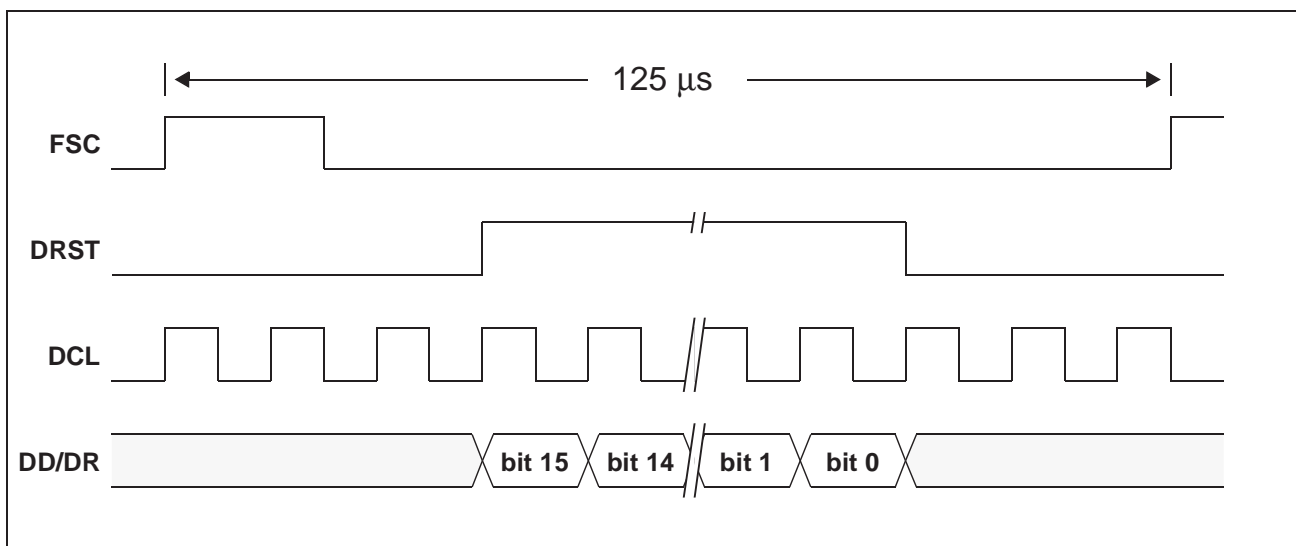 125 μs
FSC
DRST
DCL
DD/DR bit 15 bit 14 bit 1 bit 0